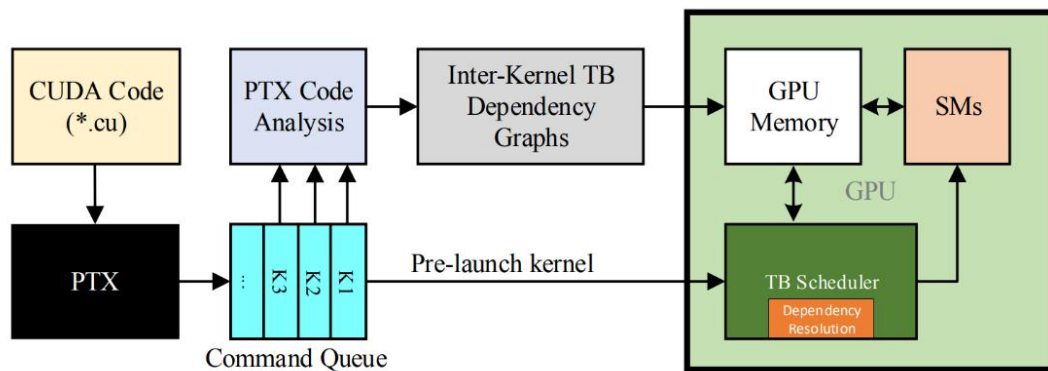 CUDA Code
(*.cu)
PTX Code
Analysis
Inter-Kernel TB
Dependency
Graphs
GPU
Memory
SMs
GPU
PTX
...
K3
K2
K1
Command Queue
Pre-launch kernel
TB Scheduler
Dependency
Resolution